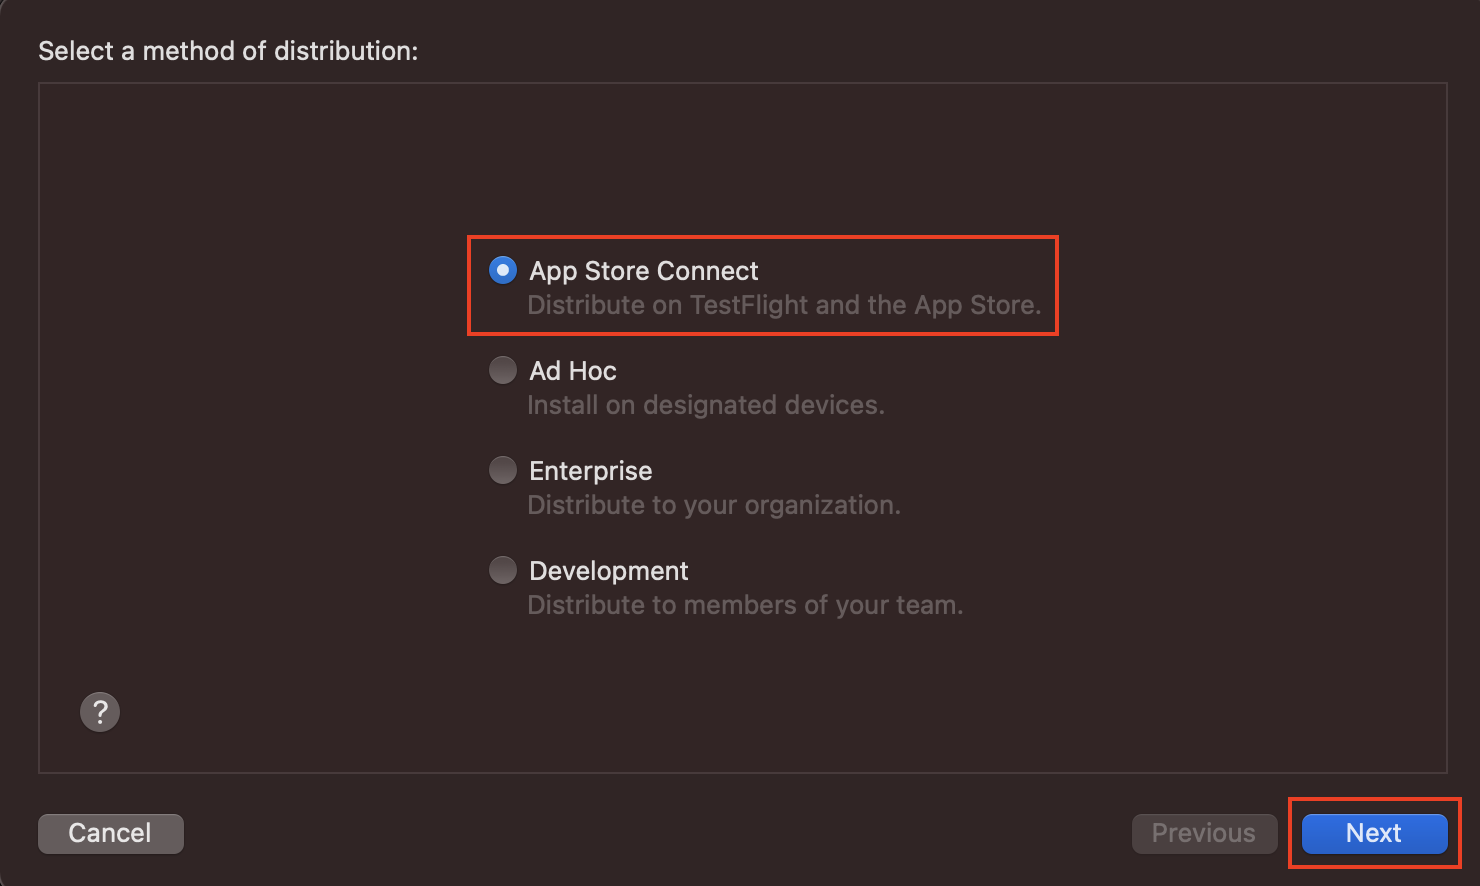 Select a method of distribution:
App Store Connect
Distribute on TestFlight and the App Store.
Ad Hoc
Install on designated devices.
Enterprise
Distribute to your organization.
Development
Distribute to members of your team.
?
Cancel
Previous
Next